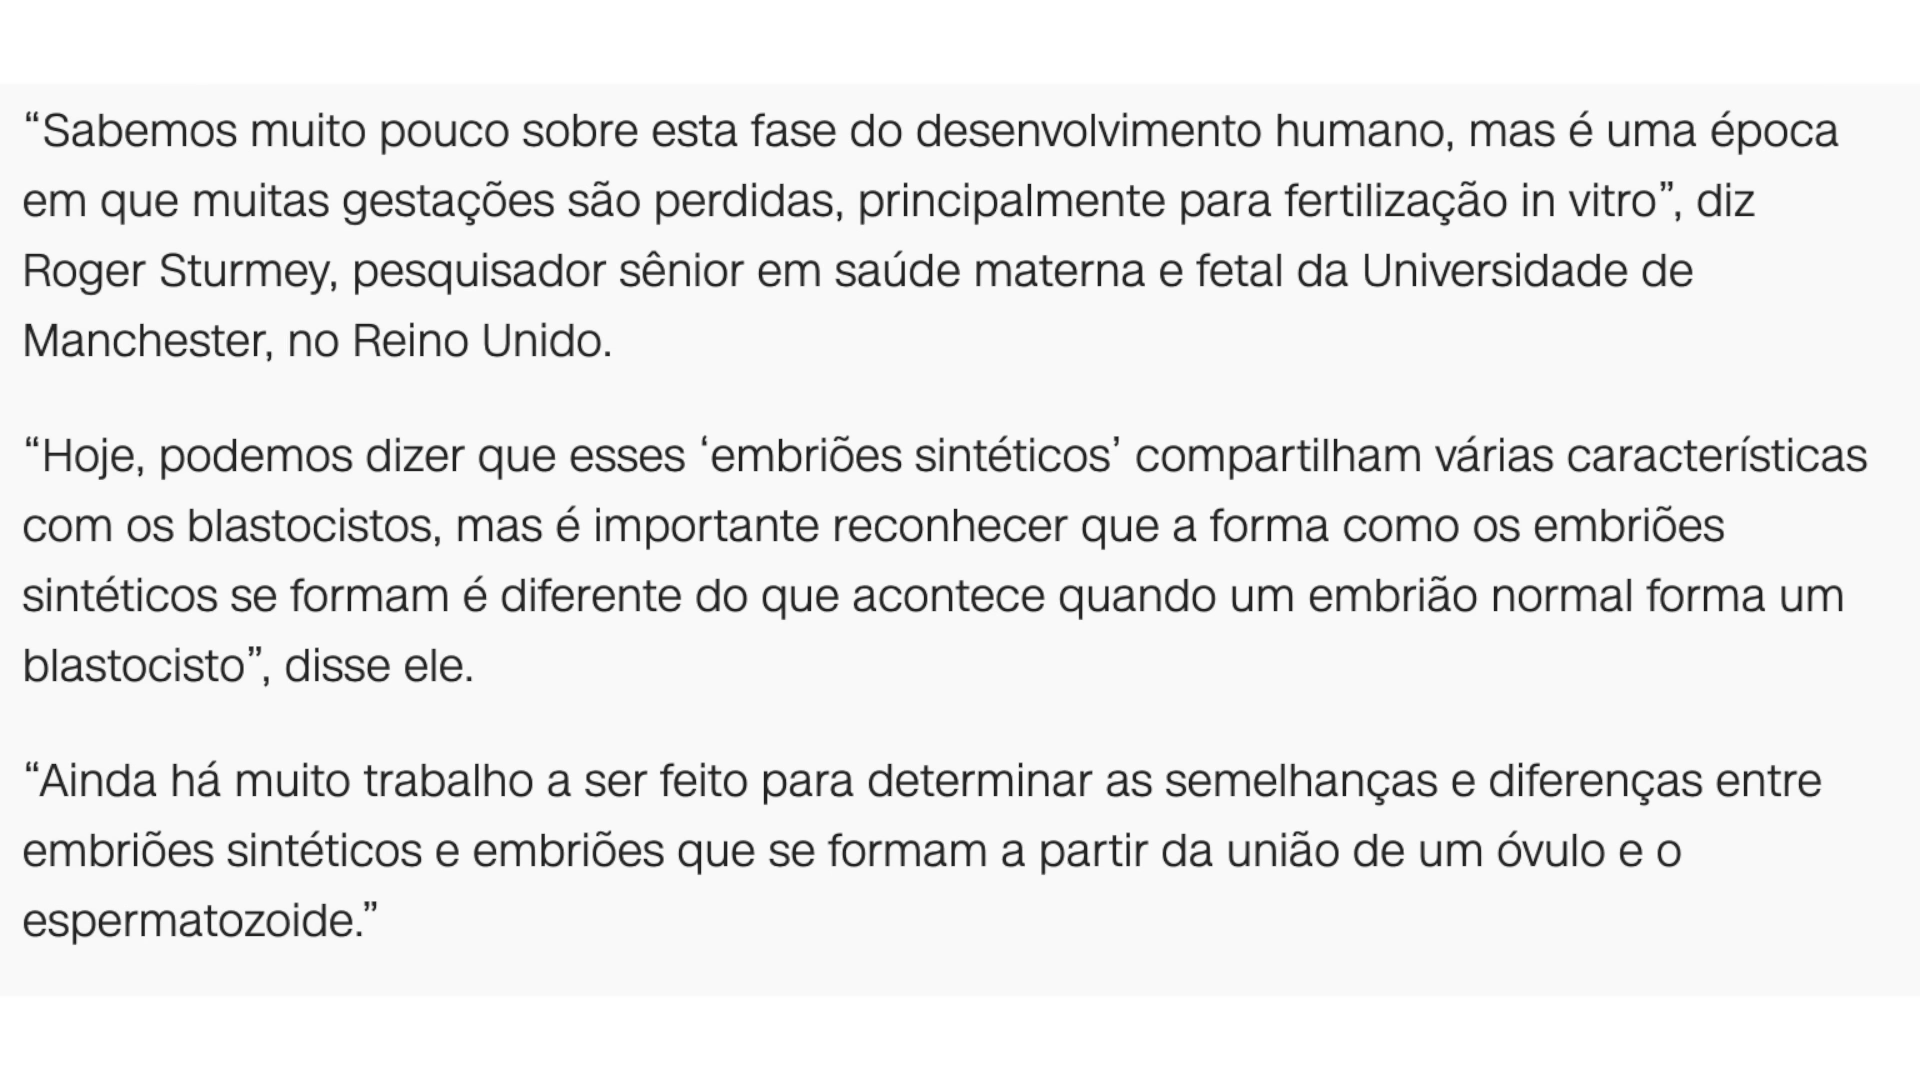 “Sabemos muito pouco sobre esta fase do desenvolvimento humano, mas é uma época
em que muitas gestações são perdidas, principalmente para fertilização in vitro”, diz
Roger Sturmey, pesquisador sênior em saúde materna e fetal da Universidade de
Manchester, no Reino Unido.
“Hoje, podemos dizer que esses ‘embriões sintéticos’ compartilham várias características
com os blastocistos, mas é importante reconhecer que a forma como os embriões
sintéticos se formam é diferente do que acontece quando um embrião normal forma um
blastocisto”, disse ele.
“Ainda há muito trabalho a ser feito para determinar as semelhanças e diferenças entre
embriões sintéticos e embriões que se formam a partir da união de um óvulo e o
espermatozoide.”